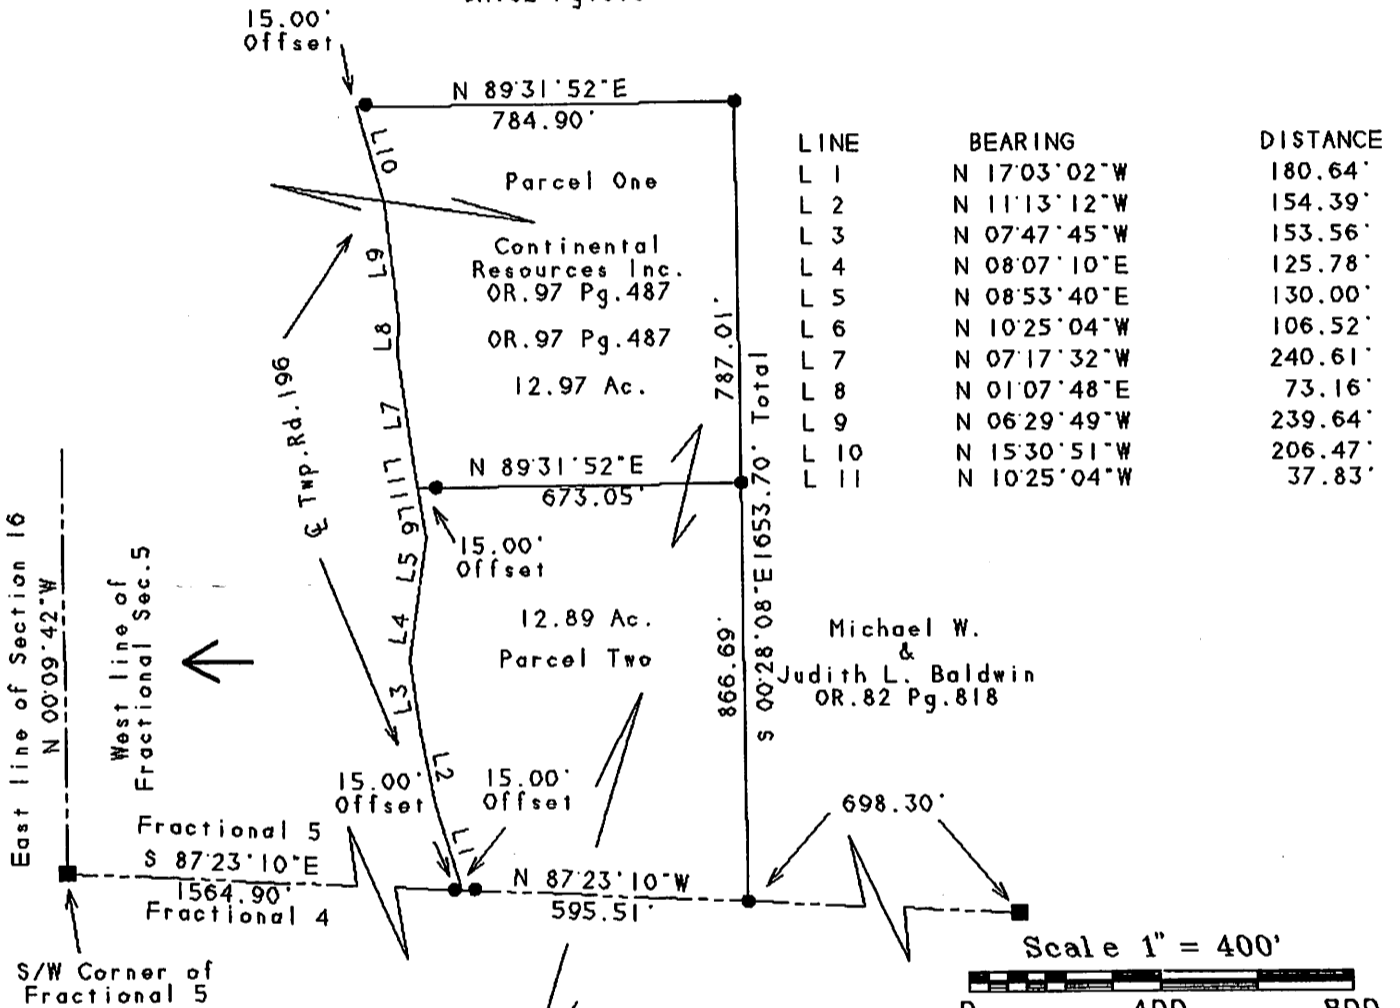 15.00'
Offset
N 89°31'52"E
784.90'
L10
Parcel One
Continental
Resources Inc.
OR.97 Pg.487
OR.97 Pg.487
12.97 Ac.
L9
L8
L7
L11
L6
L5
L4
L3
L2
L1
℄ Twp.Rd.196
787.01'
S 00°28'08"E 1653.70' Total
N 89°31'52"E
673.05'
15.00'
Offset
12.89 Ac.
Parcel Two
866.69'
LINE BEARING DISTANCE
L 1 N 17°03'02"W 180.64'
L 2 N 11°13'12"W 154.39'
L 3 N 07°47'45"W 153.56'
L 4 N 08°07'10"E 125.78'
L 5 N 08°53'40"E 130.00'
L 6 N 10°25'04"W 106.52'
L 7 N 07°17'32"W 240.61'
L 8 N 01°07'48"E 73.16'
L 9 N 06°29'49"W 239.64'
L 10 N 15°30'51"W 206.47'
L 11 N 10°25'04"W 37.83'
Michael W.
&
Judith L. Baldwin
OR.82 Pg.818
East line of Section 16
N 00°09'42"W
West line of
Fractional Sec.5
15.00'
Offset
15.00'
Offset
698.30'
Fractional 5
S 87°23'10"E
1564.90'
Fractional 4
N 87°23'10"W
595.51'
S/W Corner of
Fractional 5
Scale 1" = 400'
0 400 800